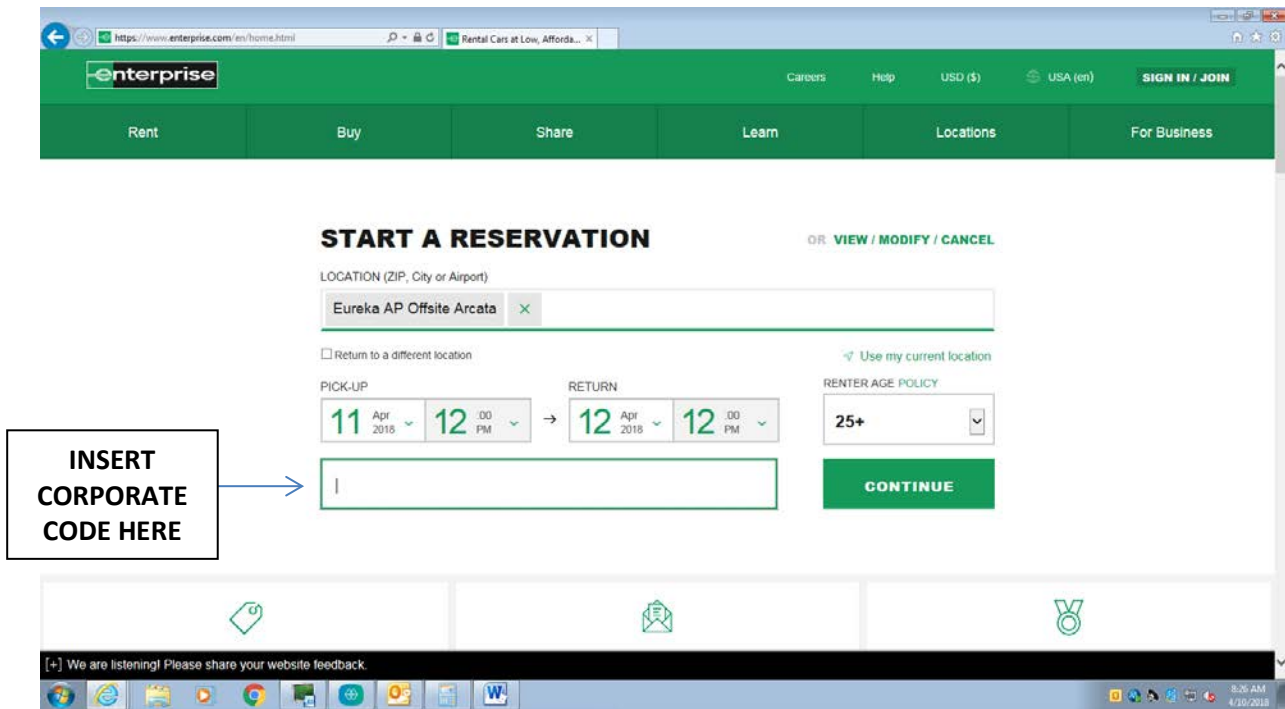 https://www.enterprise.com/en/home.html
Rental Cars at Low, Afforda...
enterprise
Careers Help USD ($) USA (en) SIGN IN / JOIN
Rent Buy Share Learn Locations For Business
START A RESERVATION
OR VIEW / MODIFY / CANCEL
LOCATION (ZIP, City or Airport)
Eureka AP Offsite Arcata ×
Return to a different location
Use my current location
PICK-UP RETURN RENTER AGE POLICY
11 Apr 2018 12 :00 PM → 12 Apr 2018 12 :00 PM 25+
INSERT
CORPORATE
CODE HERE
CONTINUE
[+] We are listening! Please share your website feedback.
8:26 AM
4/10/2018